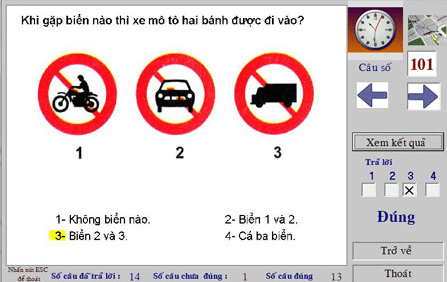 Khi gặp biển nào thì xe mô tô hai bánh được đi vào?
1 2 3
1- Không biển nào. 2- Biển 1 và 2.
3- Biển 2 và 3. 4- Cả ba biển.
Câu số 101
Xem kết quả
Trả lời
1 2 3 4
Đúng
Trở về
Thoát
Nhấn nút ESC
để thoát
Số câu đã trả lời : 14 Số câu chưa đúng : 1 Số câu đúng 13